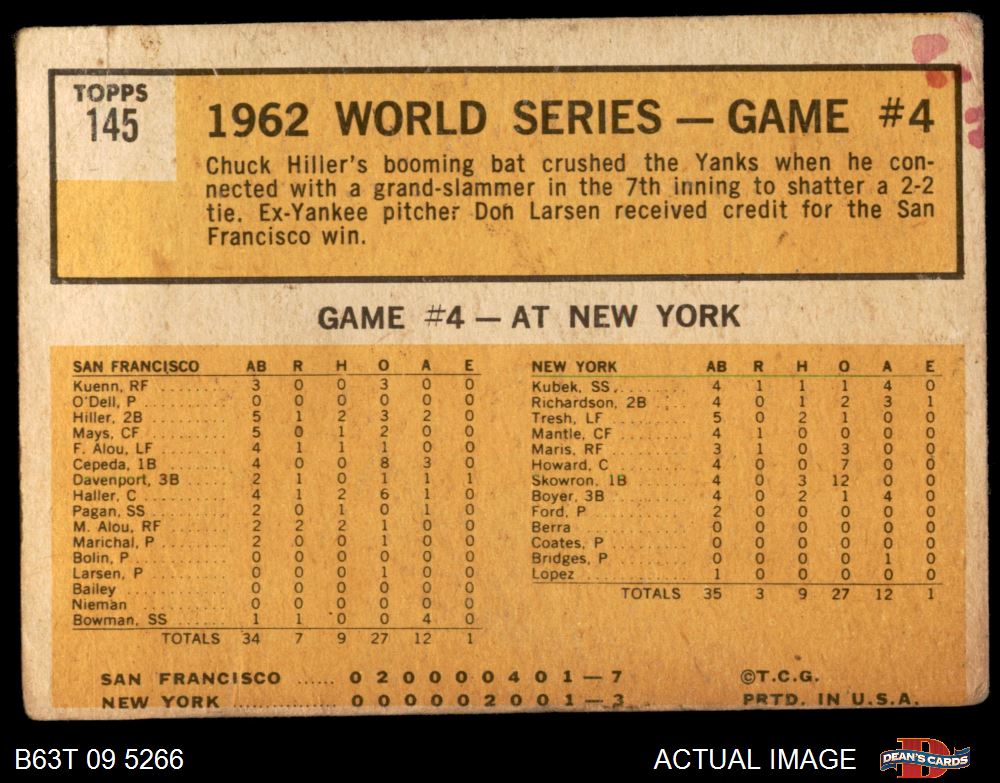 TOPPS
145
1962 WORLD SERIES — GAME #4
Chuck Hiller's booming bat crushed the Yanks when he con-
nected with a grand-slammer in the 7th inning to shatter a 2-2
tie. Ex-Yankee pitcher Don Larsen received credit for the San
Francisco win.
GAME #4 — AT NEW YORK
SAN FRANCISCO AB R H O A E
Kuenn, RF ........ 3 0 0 3 0 0
O'Dell, P ........ 0 0 0 0 0 0
Hiller, 2B ........ 5 1 2 3 2 0
Mays, CF ........ 5 0 1 2 0 0
F. Alou, LF ........ 4 1 1 1 0 0
Cepeda, 1B ........ 4 0 0 8 3 0
Davenport, 3B ...... 2 1 0 1 1 1
Haller, C ........ 4 1 2 6 1 0
Pagan, SS ........ 2 0 1 0 1 0
M. Alou, RF ........ 2 2 2 1 0 0
Marichal, P ........ 2 0 0 1 0 0
Bolin, P ........ 0 0 0 0 0 0
Larsen, P ........ 0 0 0 1 0 0
Bailey ........ 0 0 0 0 0 0
Nieman ........ 0 0 0 0 0 0
Bowman, SS ........ 1 1 0 0 4 0
TOTALS 34 7 9 27 12 1
NEW YORK AB R H O A E
Kubek, SS. ........ 4 1 1 1 4 0
Richardson, 2B ...... 4 0 1 2 3 1
Tresh, LF ........ 5 0 2 1 0 0
Mantle, CF ........ 4 1 0 0 0 0
Maris, RF ........ 3 1 0 3 0 0
Howard, C ........ 4 0 0 7 0 0
Skowron, 1B ........ 4 0 3 12 0 0
Boyer, 3B ........ 4 0 2 1 4 0
Ford, P ........ 2 0 0 0 0 0
Berra ........ 0 0 0 0 0 0
Coates, P ........ 0 0 0 0 0 0
Bridges, P ........ 0 0 0 0 1 0
Lopez ........ 1 0 0 0 0 0
TOTALS 35 3 9 27 12 1
SAN FRANCISCO ...... 0 2 0 0 0 0 4 0 1 — 7
NEW YORK ............ 0 0 0 0 0 2 0 0 1 — 3
©T.C.G.
PRTD. IN U.S.A.
B63T 09 5266
ACTUAL IMAGE
DEAN'S CARDS